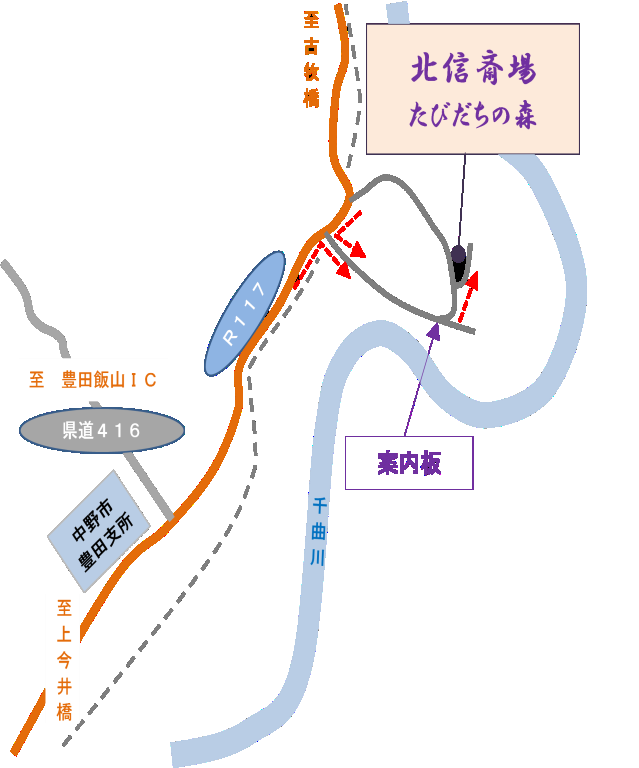 至古牧橋
北信斎場
たびだちの森
R117
至　豊田飯山IC
県道416
案内板
中野市
豊田支所
千曲川
至上今井橋